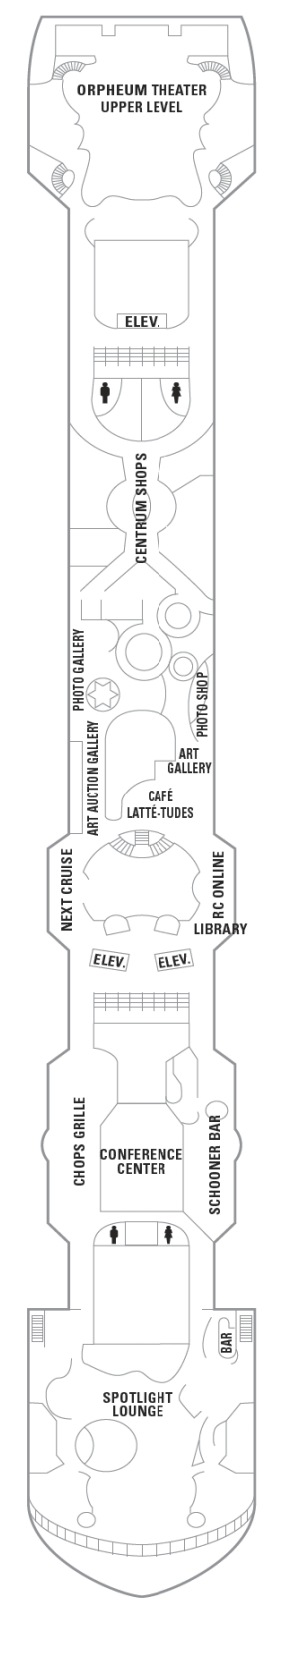 ORPHEUM THEATER
UPPER LEVEL
ELEV.
CENTRUM SHOPS
PHOTO GALLERY
PHOTO SHOP
ART AUCTION GALLERY
ART
GALLERY
CAFÉ
LATTÉ-TUDES
NEXT CRUISE
RC ONLINE
LIBRARY
ELEV.
ELEV.
CHOPS GRILLE
CONFERENCE
CENTER
SCHOONER BAR
BAR
SPOTLIGHT
LOUNGE